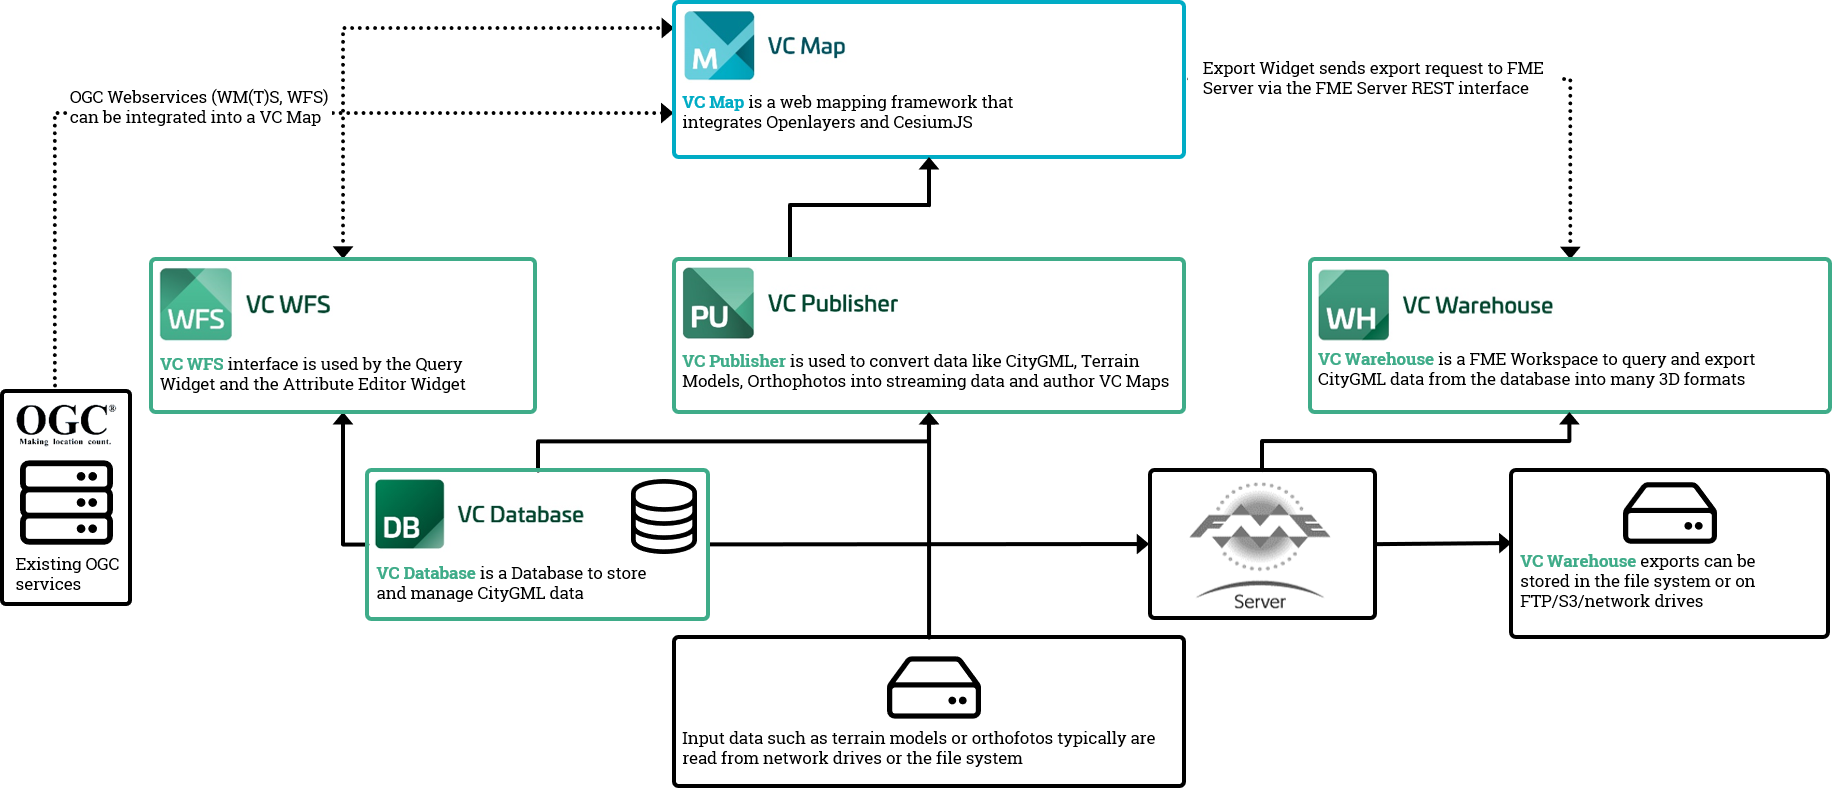 M
VC Map
VC Map is a web mapping framework that
integrates Openlayers and CesiumJS
OGC Webservices (WM(T)S, WFS)
can be integrated into a VC Map
Export Widget sends export request to FME
Server via the FME Server REST interface
WFS
VC WFS
VC WFS interface is used by the Query
Widget and the Attribute Editor Widget
PU
VC Publisher
VC Publisher is used to convert data like CityGML, Terrain
Models, Orthophotos into streaming data and author VC Maps
WH
VC Warehouse
VC Warehouse is a FME Workspace to query and export
CityGML data from the database into many 3D formats
OGC®
Making location count.
Existing OGC
services
DB
VC Database
VC Database is a Database to store
and manage CityGML data
FME
Server
VC Warehouse exports can be
stored in the file system or on
FTP/S3/network drives
Input data such as terrain models or orthofotos typically are
read from network drives or the file system